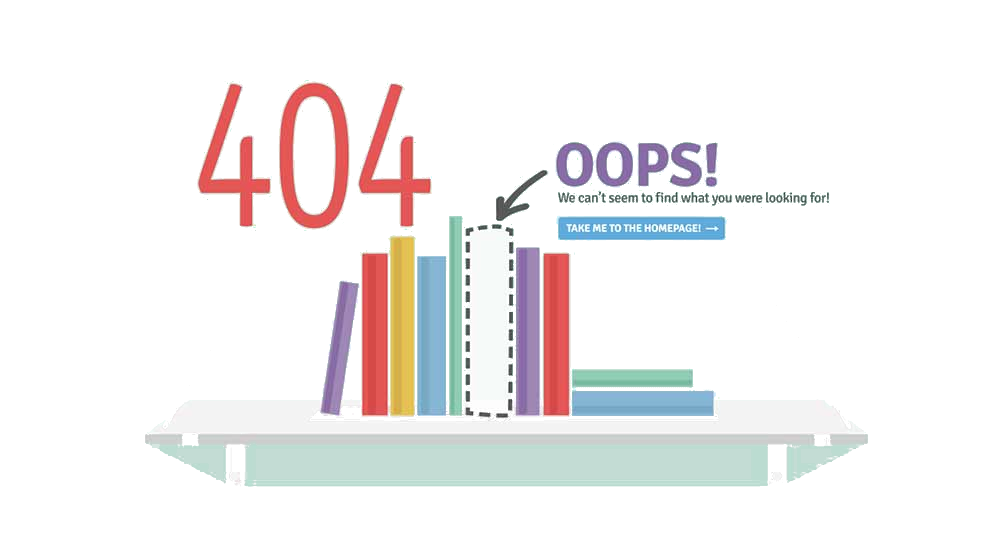 404
OOPS!
We can't seem to find what you were looking for!
TAKE ME TO THE HOMEPAGE! →